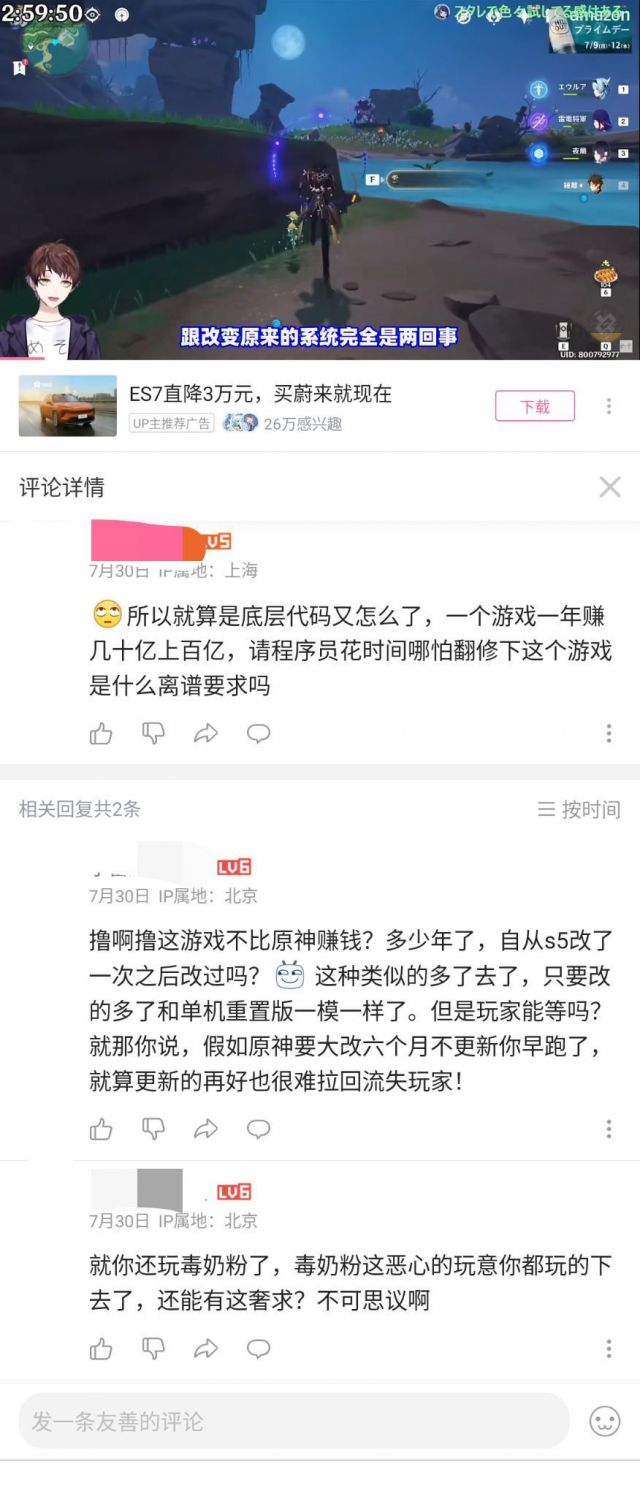 2:59:50
フタレで色々試してる感はある
amazon
プライムデー
7/9(日)-12(水)
エウルア
1
雷電将軍
2
夜蘭
3
鍾離
4
F
104
6
E
Q
めそ
跟改变原来的系统完全是两回事
UID: 800792977
ES7直降3万元，买蔚来就现在
UP主推荐广告
26万感兴趣
下载
评论详情
LV5
7月30日 IP属地：上海
所以就算是底层代码又怎么了，一个游戏一年赚
几十亿上百亿，请程序员花时间哪怕翻修下这个游戏
是什么离谱要求吗
相关回复共2条
按时间
LV6
7月30日 IP属地：北京
撸啊撸这游戏不比原神赚钱？多少年了，自从s5改了
一次之后改过吗？ 这种类似的多了去了，只要改
的多了和单机重置版一模一样了。但是玩家能等吗？
就那你说，假如原神要大改六个月不更新你早跑了，
就算更新的再好也很难拉回流失玩家！
LV6
7月30日 IP属地：北京
就你还玩毒奶粉了，毒奶粉这恶心的玩意你都玩的下
去了，还能有这奢求？不可思议啊
发一条友善的评论